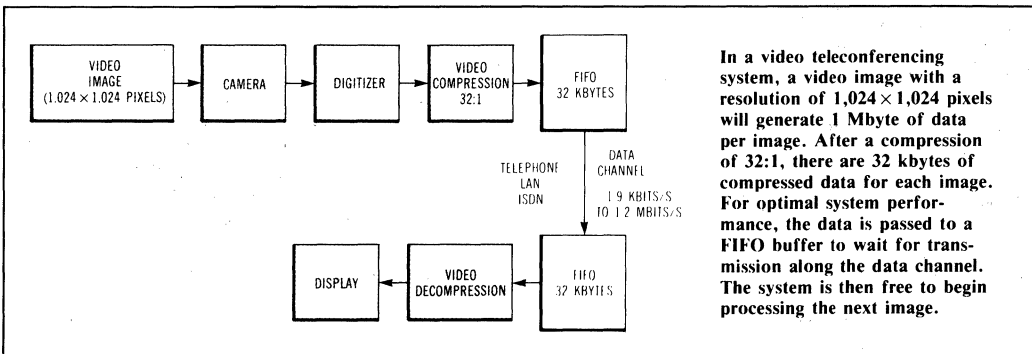 VIDEO
IMAGE
(1.024 × 1.024 PIXELS)
CAMERA
DIGITIZER
VIDEO
COMPRESSION
32:1
FIFO
32 KBYTES
TELEPHONE
LAN
ISDN
DATA
CHANNEL
1 9 KBITS/S
TO 1 2 MBITS/S
DISPLAY
VIDEO
DECOMPRESSION
FIFO
32 KBYTES
In a video teleconferencing
system, a video image with a
resolution of 1,024 × 1,024 pixels
will generate 1 Mbyte of data
per image. After a compression
of 32:1, there are 32 kbytes of
compressed data for each image.
For optimal system perfor-
mance, the data is passed to a
FIFO buffer to wait for trans-
mission along the data channel.
The system is then free to begin
processing the next image.